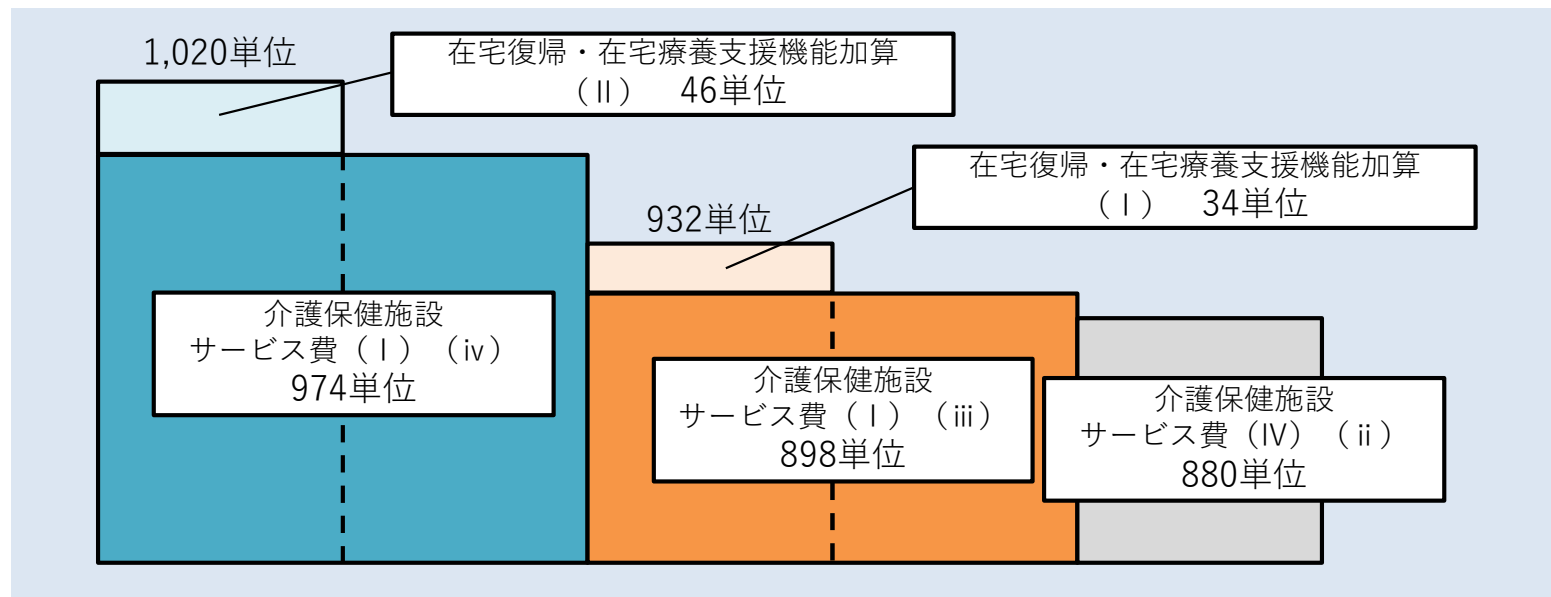 1,020単位
在宅復帰・在宅療養支援機能加算
（Ⅱ）　46単位
在宅復帰・在宅療養支援機能加算
（Ⅰ）　34単位
932単位
介護保健施設
サービス費（Ⅰ）（ⅳ）
974単位
介護保健施設
サービス費（Ⅰ）（ⅲ）
898単位
介護保健施設
サービス費（Ⅳ）（ⅱ）
880単位